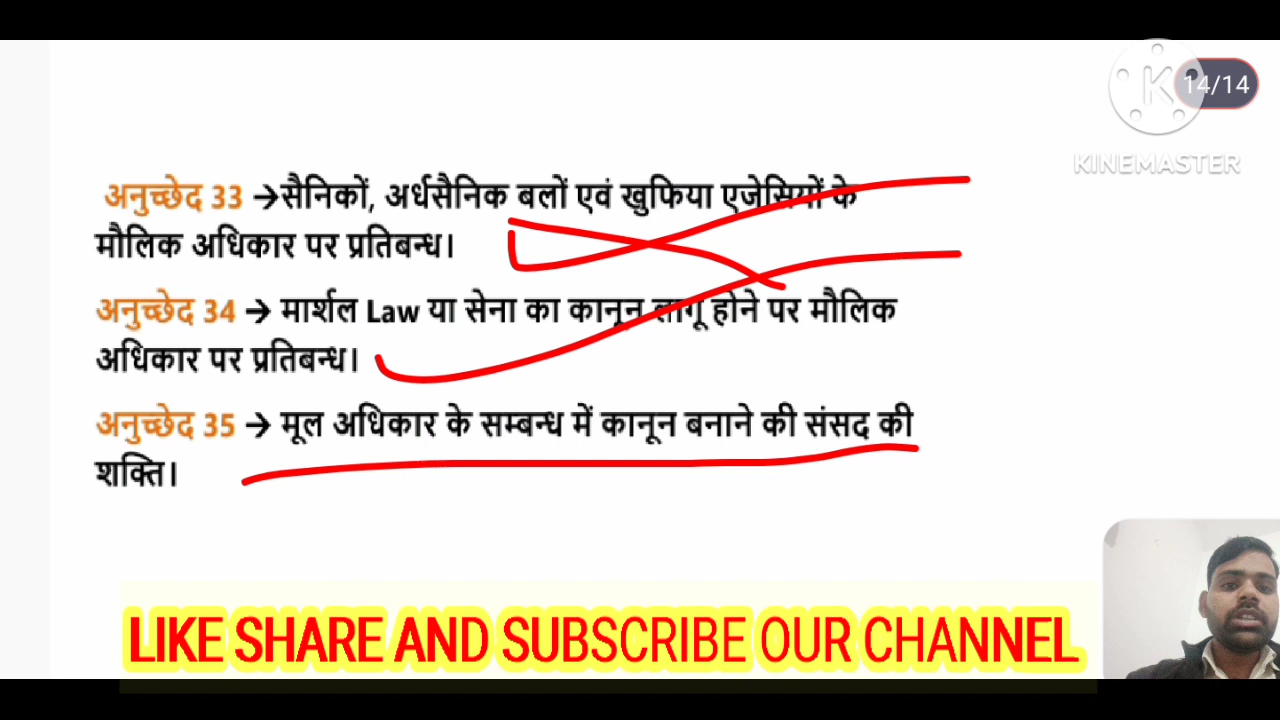 14/14
KINEMASTER
अनुच्छेद 33 →सैनिकों, अर्धसैनिक बलों एवं खुफिया एजेसियों के
मौलिक अधिकार पर प्रतिबन्ध।
अनुच्छेद 34 → मार्शल Law या सेना का कानून लागू होने पर मौलिक
अधिकार पर प्रतिबन्ध।
अनुच्छेद 35 → मूल अधिकार के सम्बन्ध में कानून बनाने की संसद की
शक्ति।
LIKE SHARE AND SUBSCRIBE OUR CHANNEL